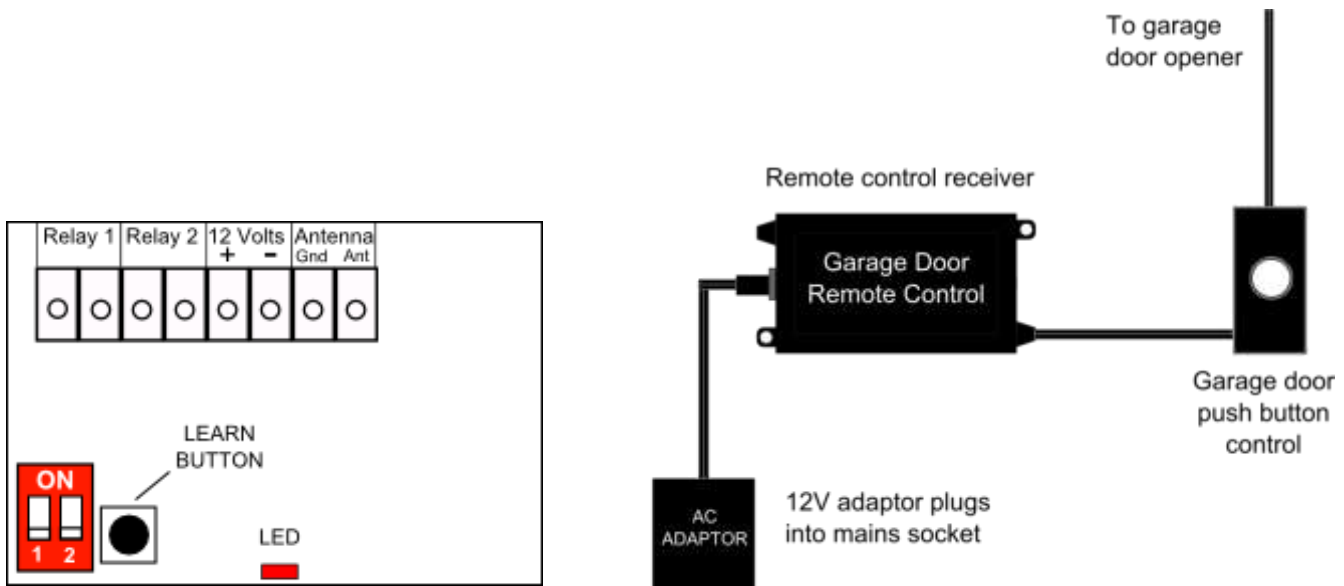 Relay 1 Relay 2 12 Volts Antenna
+ - Gnd Ant
LEARN
BUTTON
ON
1 2
LED
To garage
door opener
Remote control receiver
Garage Door
Remote Control
Garage door
push button
control
AC
ADAPTOR
12V adaptor plugs
into mains socket